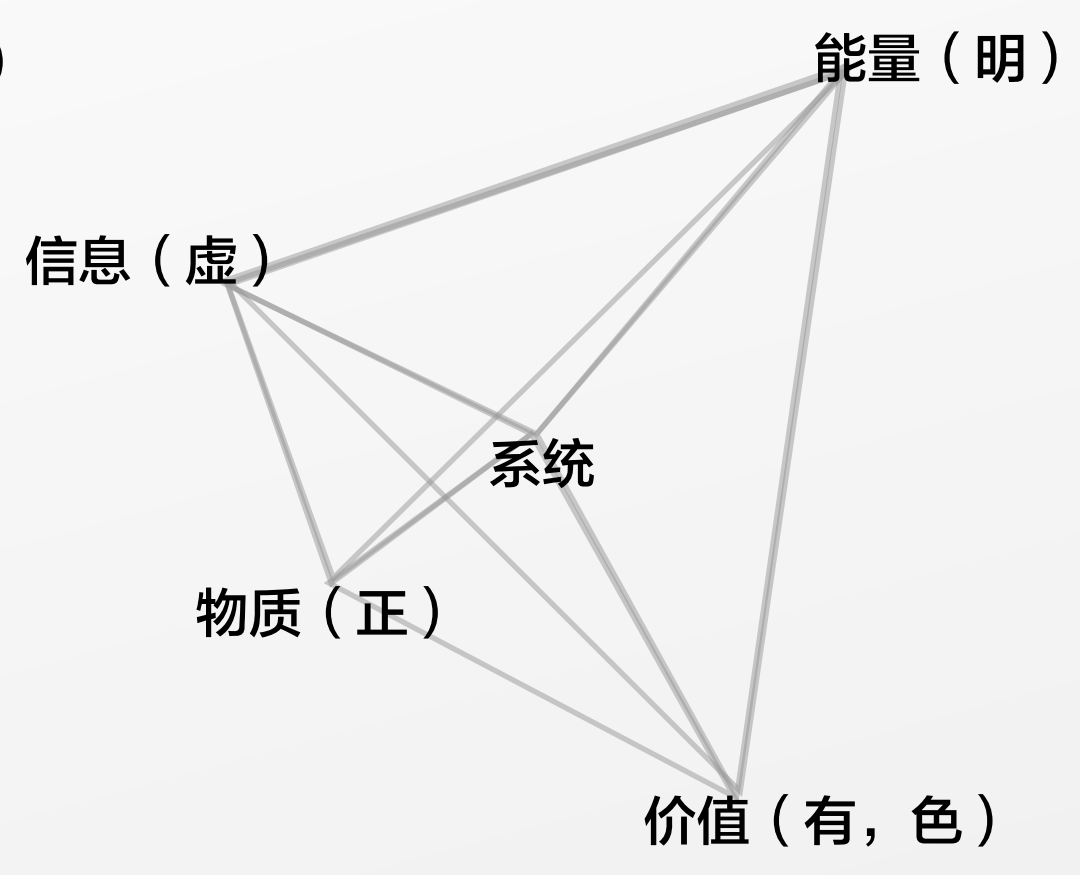 )
能量（明）
信息（虚）
系统
物质（正）
价值（有，色）